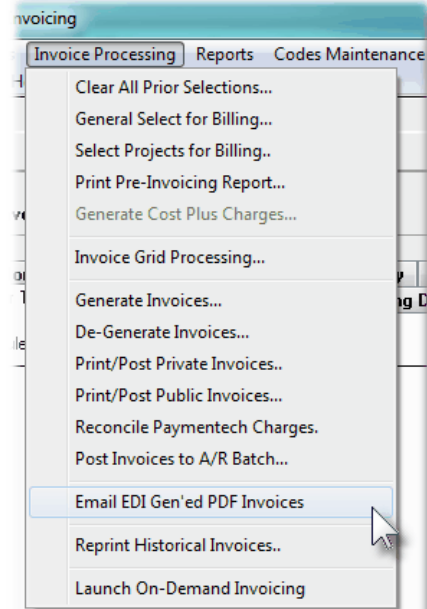 nvoicing
Invoice Processing Reports Codes Maintenance
Clear All Prior Selections...
General Select for Billing...
Select Projects for Billing..
Print Pre-Invoicing Report...
Generate Cost Plus Charges...
Invoice Grid Processing...
Generate Invoices...
De-Generate Invoices...
Print/Post Private Invoices..
Print/Post Public Invoices...
Reconcile Paymentech Charges.
Post Invoices to A/R Batch...
Email EDI Gen'ed PDF Invoices
Reprint Historical Invoices..
Launch On-Demand Invoicing